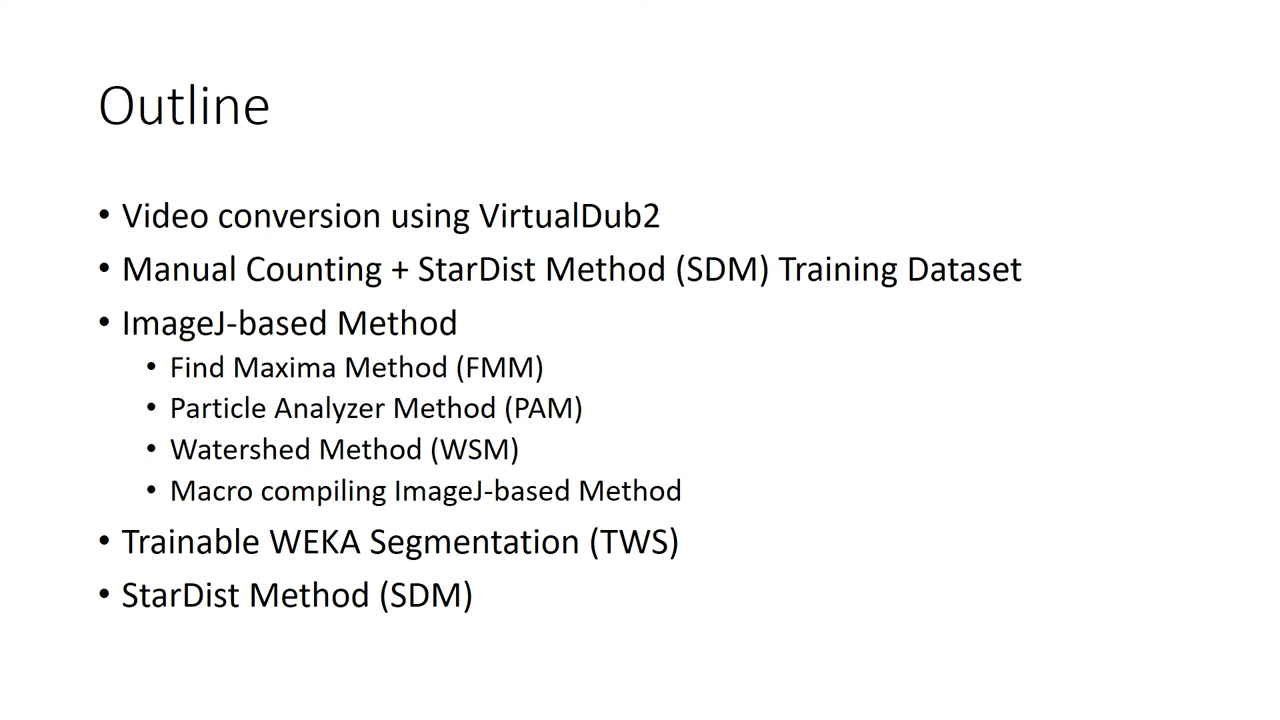 Outline
• Video conversion using VirtualDub2
• Manual Counting + StarDist Method (SDM) Training Dataset
• ImageJ-based Method
• Find Maxima Method (FMM)
• Particle Analyzer Method (PAM)
• Watershed Method (WSM)
• Macro compiling ImageJ-based Method
• Trainable WEKA Segmentation (TWS)
• StarDist Method (SDM)